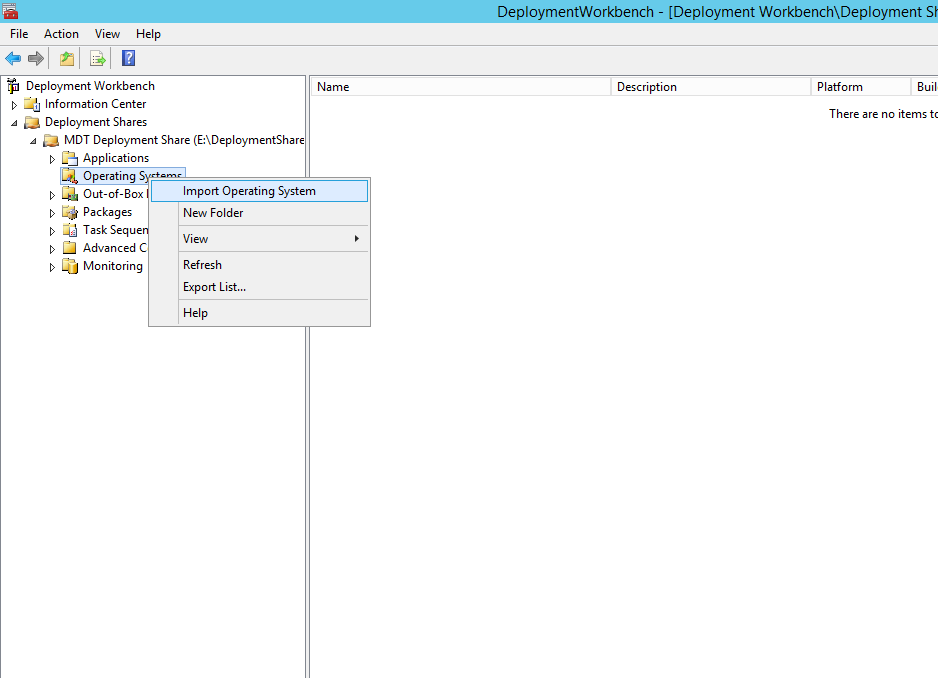 DeploymentWorkbench - [Deployment Workbench\Deployment Sh
File Action View Help
Deployment Workbench
Information Center
Deployment Shares
MDT Deployment Share (E:\DeploymentShare
Applications
Operating Systems
Out-of-Box
Packages
Task Sequen
Advanced C
Monitoring
Import Operating System
New Folder
View
Refresh
Export List...
Help
Name Description Platform Buil
There are no items to